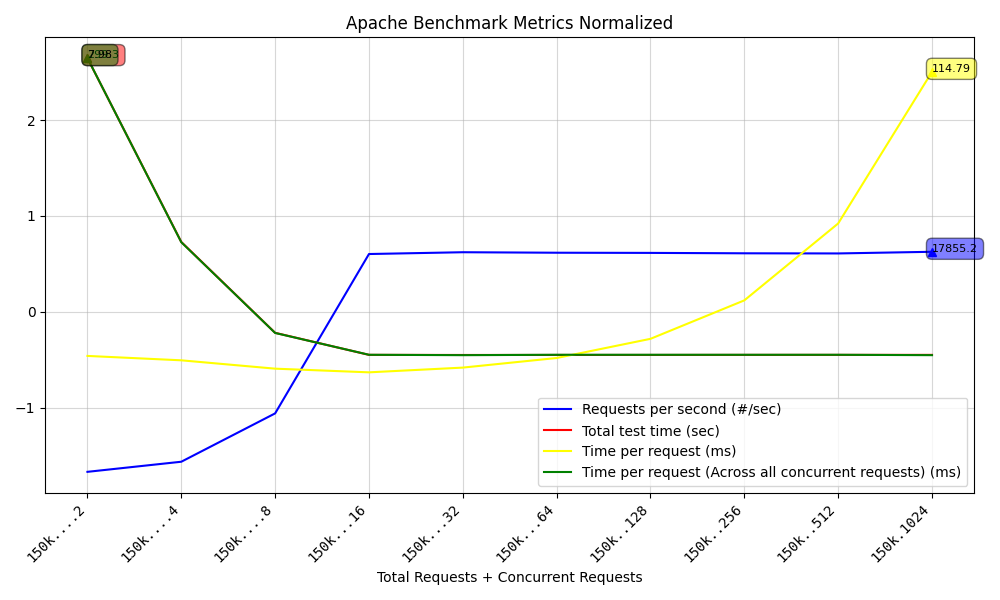 Apache Benchmark Metrics Normalized
7.98
114.79
17855.2
2
1
0
−1
Requests per second (#/sec)
Total test time (sec)
Time per request (ms)
Time per request (Across all concurrent requests) (ms)
150k....2
150k....4
150k....8
150k...16
150k...32
150k...64
150k..128
150k..256
150k..512
150k.1024
Total Requests + Concurrent Requests